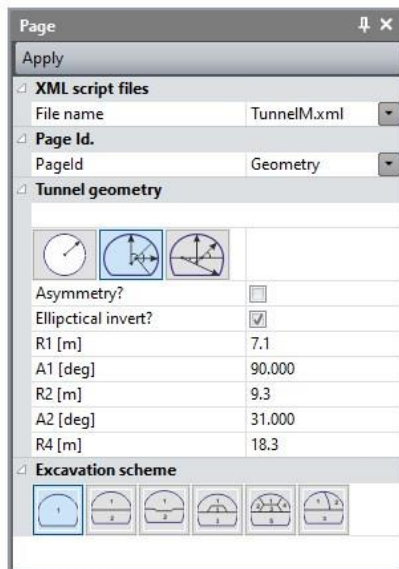 Page
Apply
XML script files
File name TunnelM.xml
Page Id.
PageId Geometry
Tunnel geometry
Asymmetry?
Ellipctical invert?
R1 [m] 7.1
A1 [deg] 90.000
R2 [m] 9.3
A2 [deg] 31.000
R4 [m] 18.3
Excavation scheme